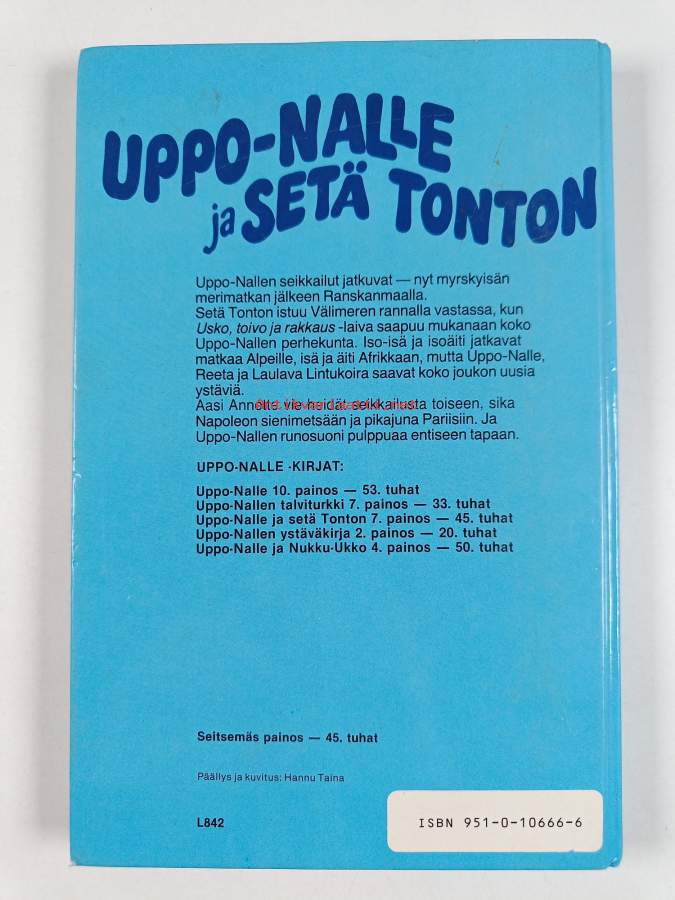 UPPO-NALLE
ja SETÄ TONTON
Uppo-Nallen seikkailut jatkuvat — nyt myrskyisän
merimatkan jälkeen Ranskanmaalla.
Setä Tonton istuu Välimeren rannalla vastassa, kun
Usko, toivo ja rakkaus -laiva saapuu mukanaan koko
Uppo-Nallen perhekunta. Iso-isä ja isoäiti jatkavat
matkaa Alpeille, isä ja äiti Afrikkaan, mutta Uppo-Nalle,
Reeta ja Laulava Lintukoira saavat koko joukon uusia
ystäviä.
Aasi Annone vie heidät seikkailusta toiseen, sika
Napoleon sienimetsään ja pikajuna Pariisiin. Ja
Uppo-Nallen runosuoni pulppuaa entiseen tapaan.
UPPO-NALLE -KIRJAT:
Uppo-Nalle 10. painos — 53. tuhat
Uppo-Nallen talviturkki 7. painos — 33. tuhat
Uppo-Nalle ja setä Tonton 7. painos — 45. tuhat
Uppo-Nallen ystäväkirja 2. painos — 20. tuhat
Uppo-Nalle ja Nukku-Ukko 4. painos — 50. tuhat
Seitsemäs painos — 45. tuhat
Päällys ja kuvitus: Hannu Taina
L842
ISBN 951-0-10666-6